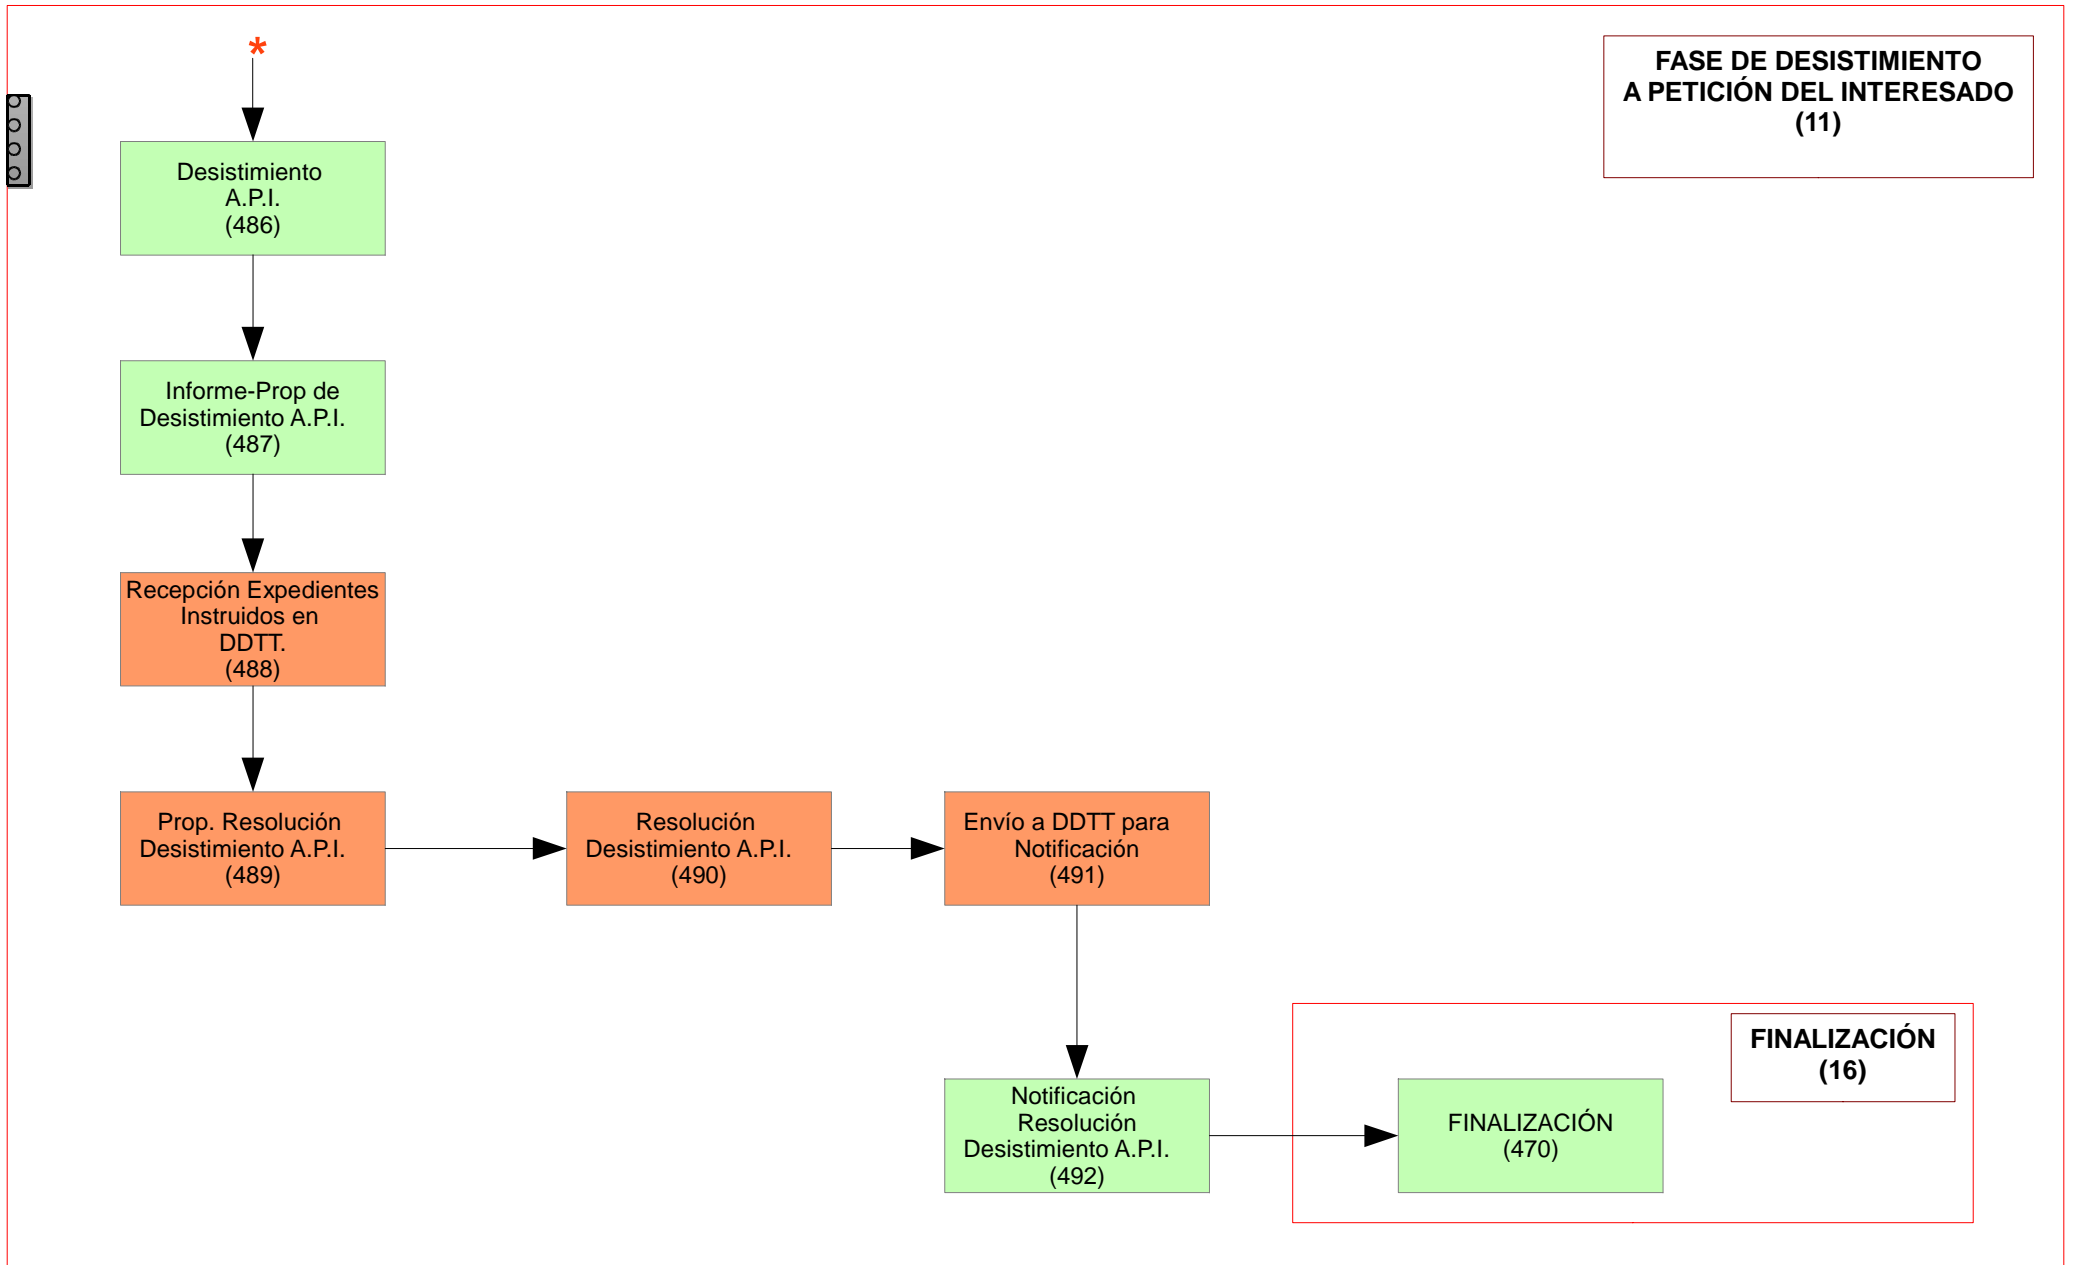 *
FASE DE DESISTIMIENTO
A PETICIÓN DEL INTERESADO
(11)
Desistimiento
A.P.I.
(486)
Informe-Prop de
Desistimiento A.P.I.
(487)
Recepción Expedientes
Instruidos en
DDTT.
(488)
Prop. Resolución
Desistimiento A.P.I.
(489)
Resolución
Desistimiento A.P.I.
(490)
Envío a DDTT para
Notificación
(491)
Notificación
Resolución
Desistimiento A.P.I.
(492)
FINALIZACIÓN
(16)
FINALIZACIÓN
(470)